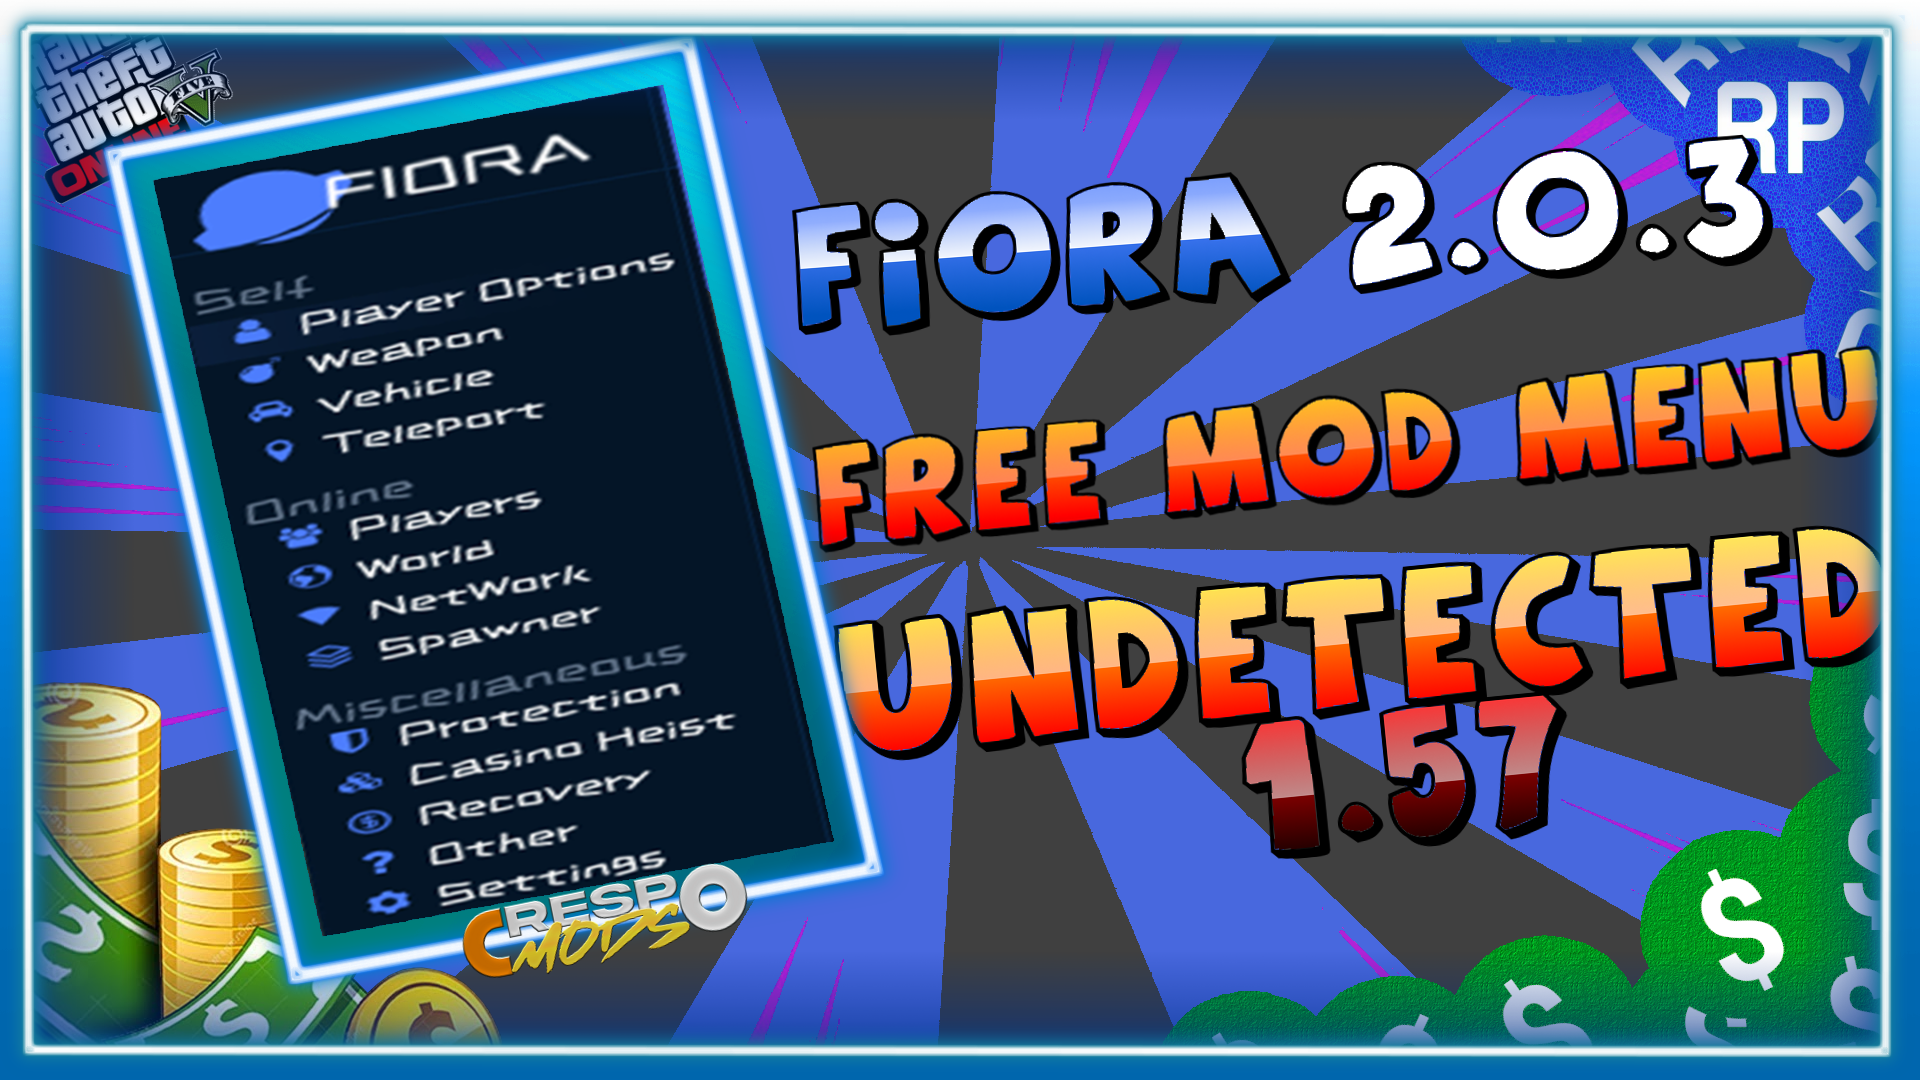 grand
theft
auto
FIVE
ONLINE
FIORA
Self
Player Options
Weapon
Vehicle
Teleport
Online
Players
World
NetWork
Spawner
Miscellaneous
Protection
Casino Heist
Recovery
Other
Settings
CRESPO
MODS
FiORA 2.0.3
FREE MOD MENU
UNDETECTED
1.57
RP
$